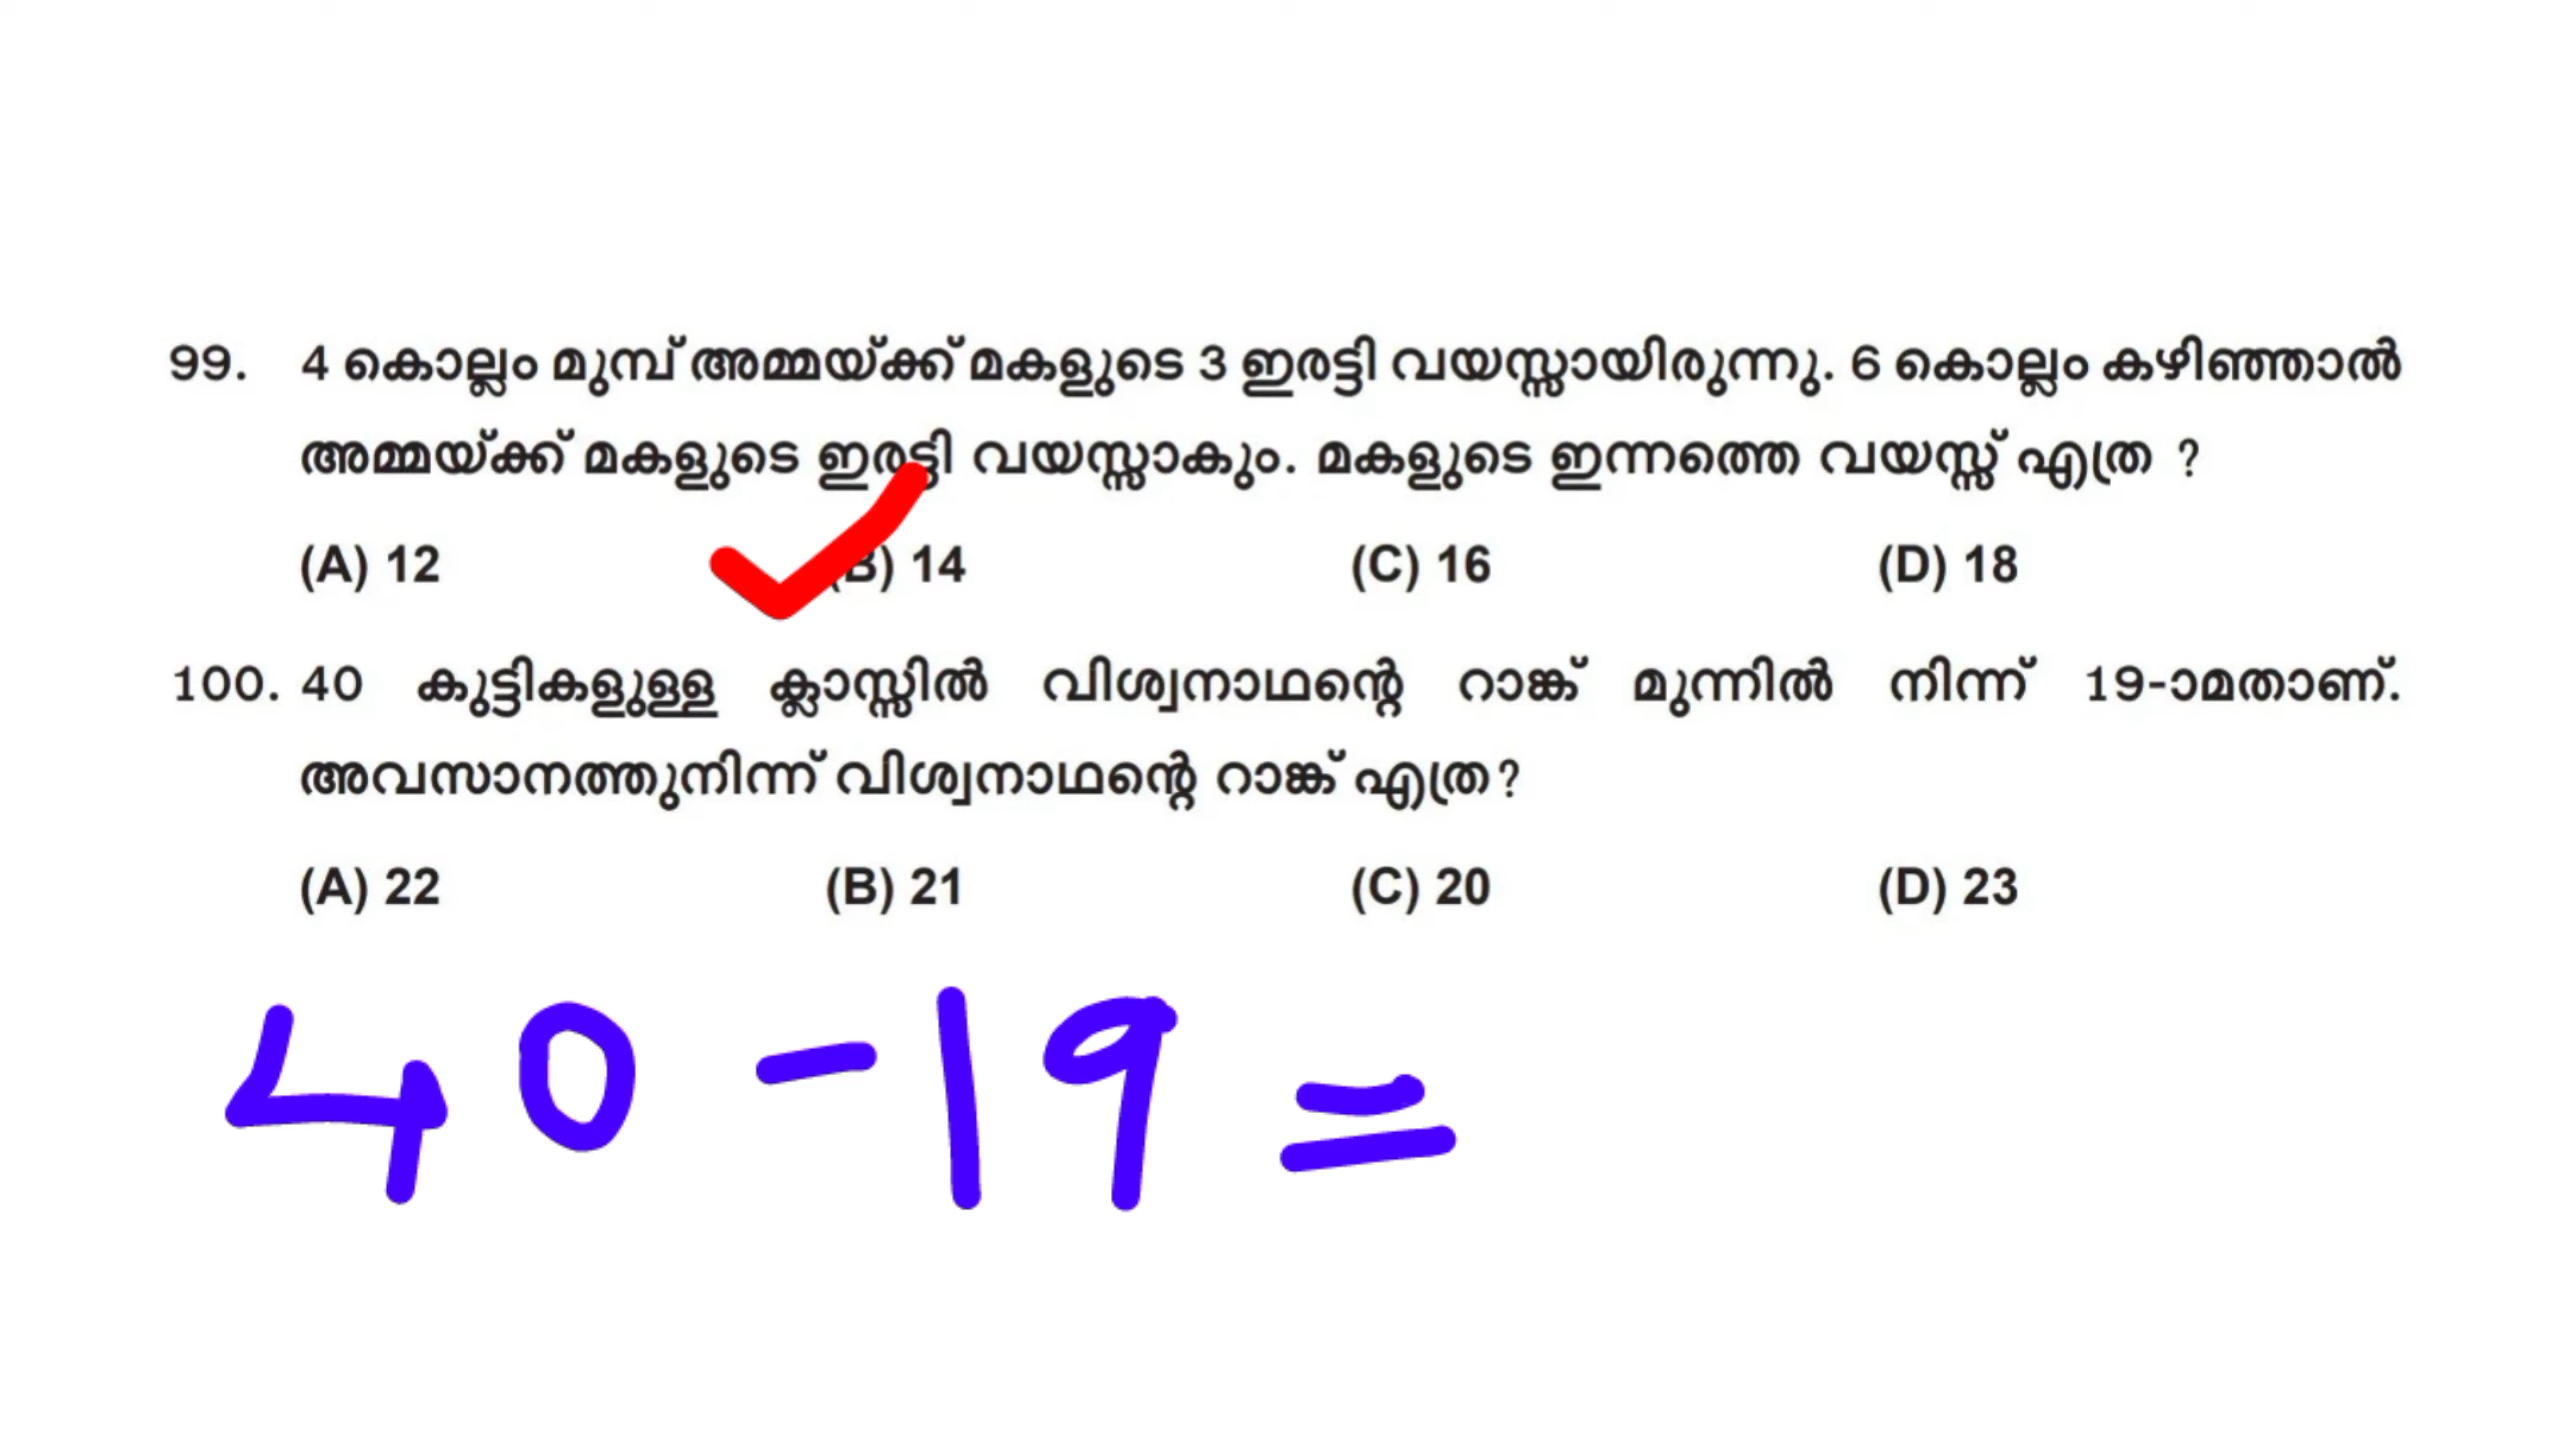 99. 4 കൊല്ലം മുമ്പ് അമ്മയ്ക്ക് മകളുടെ 3 ഇരട്ടി വയസ്സായിരുന്നു. 6 കൊല്ലം കഴിഞ്ഞാൽ
അമ്മയ്ക്ക് മകളുടെ ഇരട്ടി വയസ്സാകും. മകളുടെ ഇന്നത്തെ വയസ്സ് എത്ര ?
(A) 12 (B) 14 (C) 16 (D) 18
100. 40 കുട്ടികളുള്ള ക്ലാസ്സിൽ വിശ്വനാഥന്റെ റാങ്ക് മുന്നിൽ നിന്ന് 19-ാമതാണ്.
അവസാനത്തുനിന്ന് വിശ്വനാഥന്റെ റാങ്ക് എത്ര?
(A) 22 (B) 21 (C) 20 (D) 23
40 - 19 =